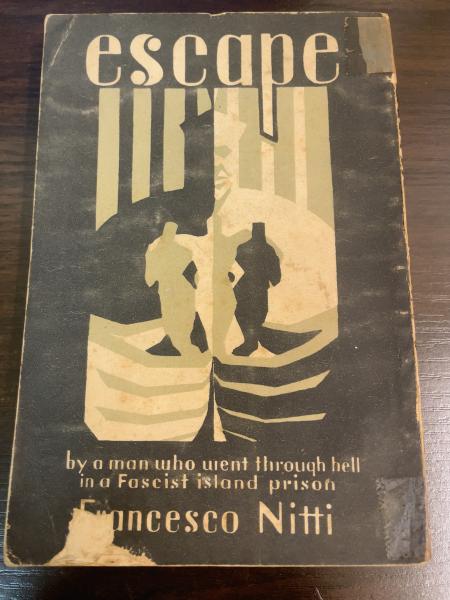 escape
by a man who went through hell
in a Fascist island prison
Francesco Nitti